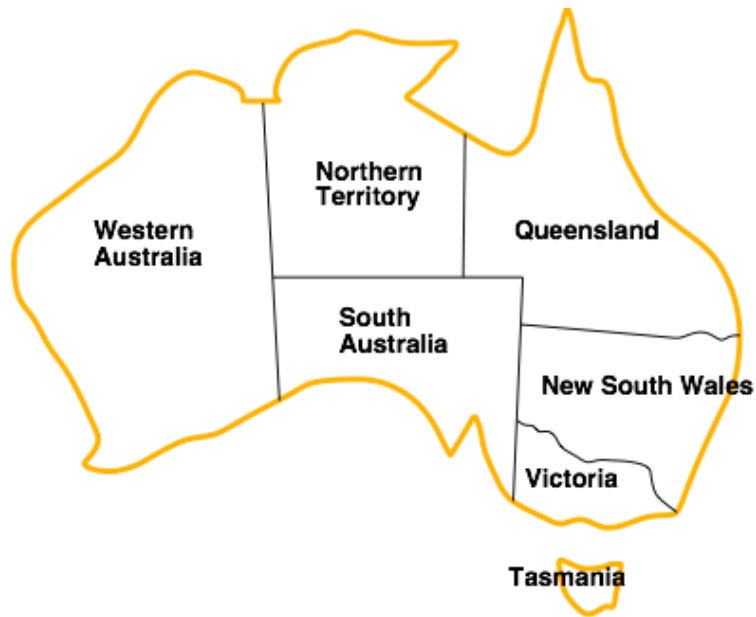 Northern
Territory
Western
Australia
Queensland
South
Australia
New South Wales
Victoria
Tasmania